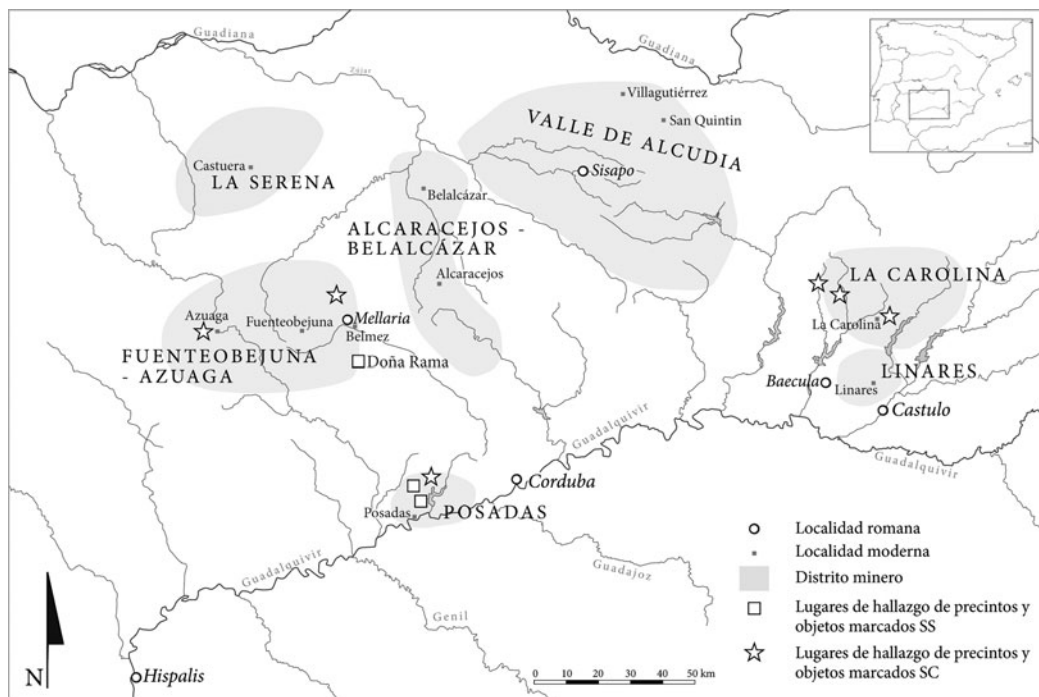 Guadiana
Zújar
Guadiana
Villagutiérrez
San Quintin
VALLE DE ALCUDIA
Sisapo
Castuera
LA SERENA
Belalcázar
ALCARACEJOS -
BELALCÁZAR
Alcaracejos
LA CAROLINA
La Carolina
Azuaga
Fuenteobejuna
Mellaria
Belmez
FUENTEOBEJUNA
- AZUAGA
Doña Rama
LINARES
Baecula
Linares
Castulo
Guadalquivir
Guadalquivir
Corduba
Posadas
POSADAS
Guadalquivir
Guadajoz
Genil
Hispalis
N
0 10 20 30 40 50 km
Localidad romana
Localidad moderna
Distrito minero
Lugares de hallazgo de precintos y
objetos marcados SS
Lugares de hallazgo de precintos y
objetos marcados SC